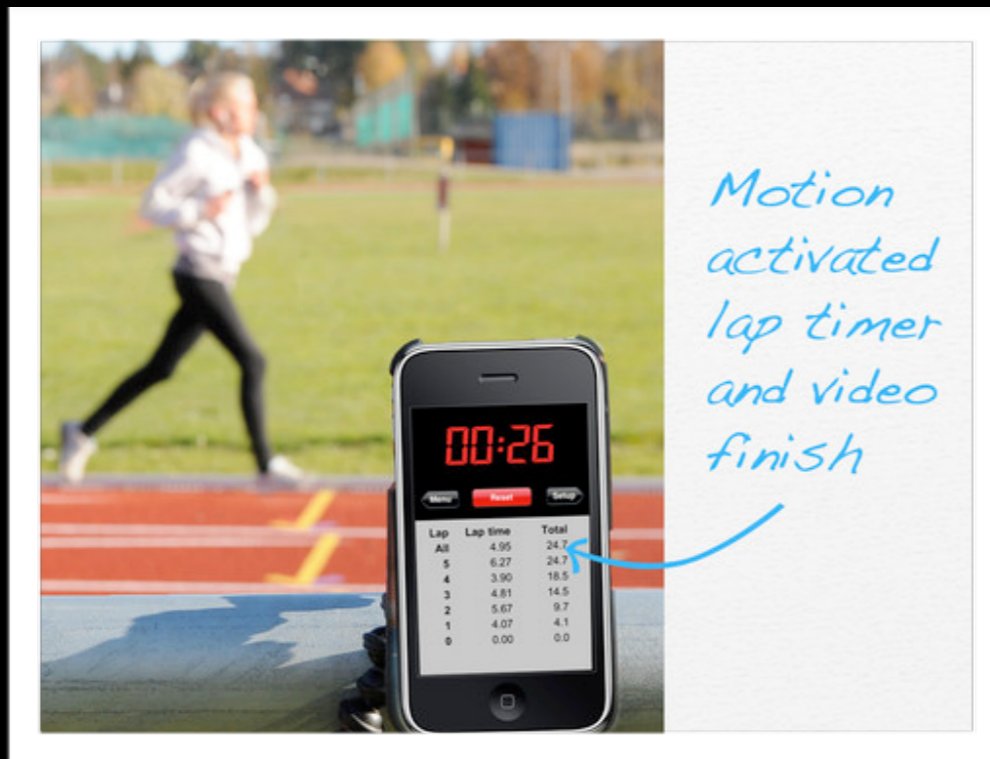 Motion
activated
lap timer
and video
finish
00:26
Menu Reset Setup
Lap Lap time Total
All 4.95 24.7
5 6.27 24.7
4 3.90 18.5
3 4.81 14.5
2 5.67 9.7
1 4.07 4.1
0 0.00 0.0